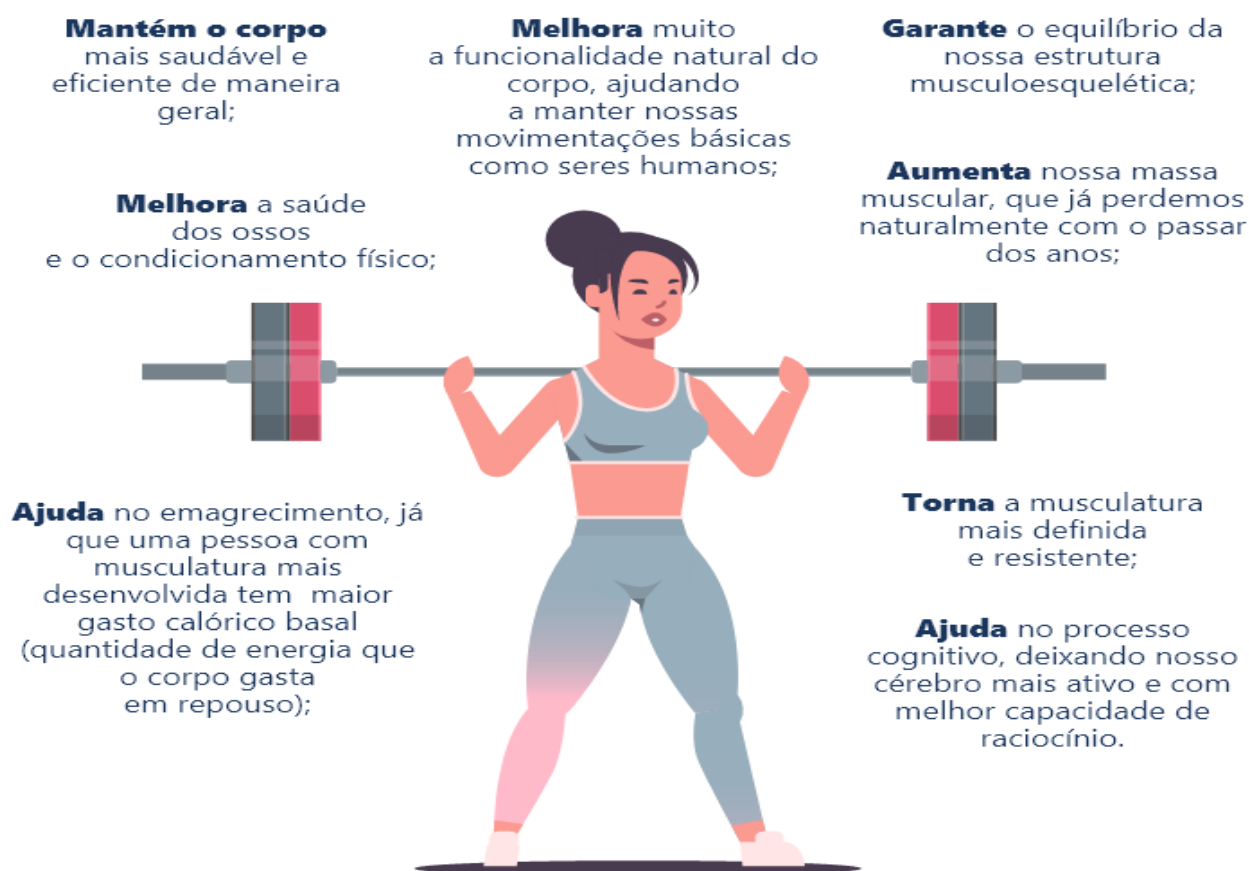 Mantém o corpo
mais saudável e
eficiente de maneira
geral;
Melhora muito
a funcionalidade natural do
corpo, ajudando
a manter nossas
movimentações básicas
como seres humanos;
Garante o equilíbrio da
nossa estrutura
musculoesquelética;
Melhora a saúde
dos ossos
e o condicionamento físico;
Aumenta nossa massa
muscular, que já perdemos
naturalmente com o passar
dos anos;
Ajuda no emagrecimento, já
que uma pessoa com
musculatura mais
desenvolvida tem maior
gasto calórico basal
(quantidade de energia que
o corpo gasta
em repouso);
Torna a musculatura
mais definida
e resistente;
Ajuda no processo
cognitivo, deixando nosso
cérebro mais ativo e com
melhor capacidade de
raciocínio.